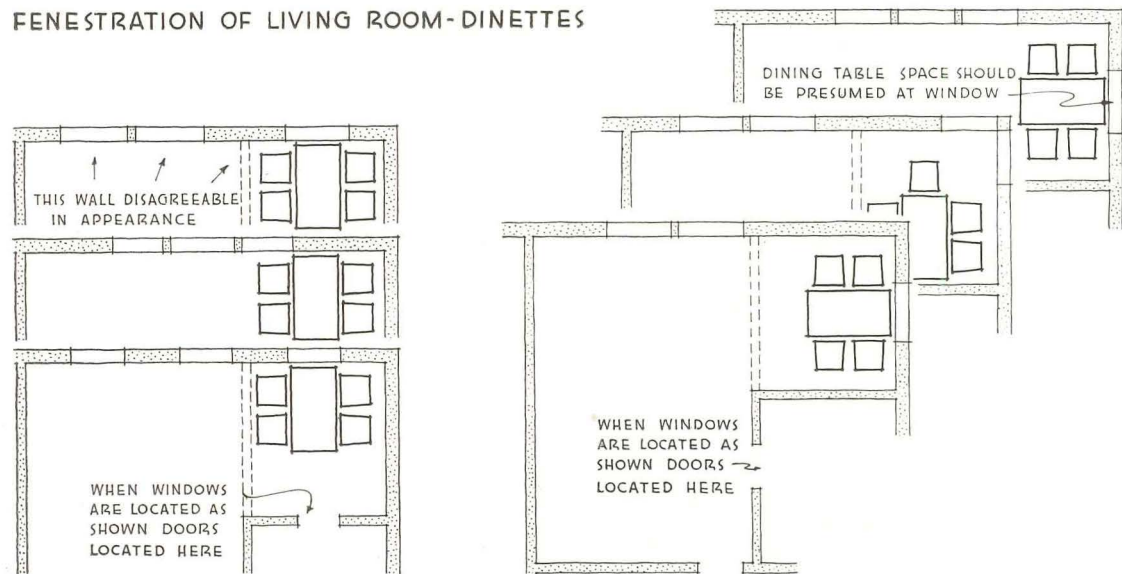 FENESTRATION OF LIVING ROOM-DINETTES
DINING TABLE SPACE SHOULD
BE PRESUMED AT WINDOW
THIS WALL DISAGREEABLE
IN APPEARANCE
WHEN WINDOWS
ARE LOCATED AS
SHOWN DOORS
LOCATED HERE
WHEN WINDOWS
ARE LOCATED AS
SHOWN DOORS
LOCATED HERE